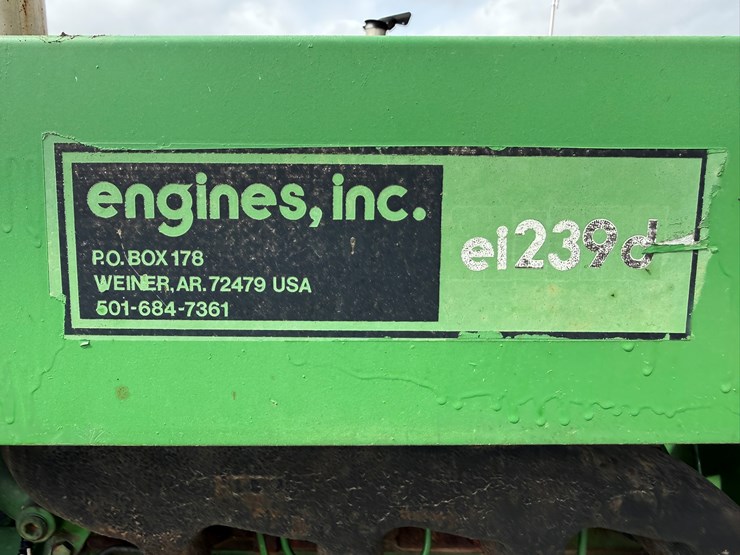 engines, inc.
P.O. BOX 178
WEINER, AR. 72479 USA
501-684-7361
ei239d